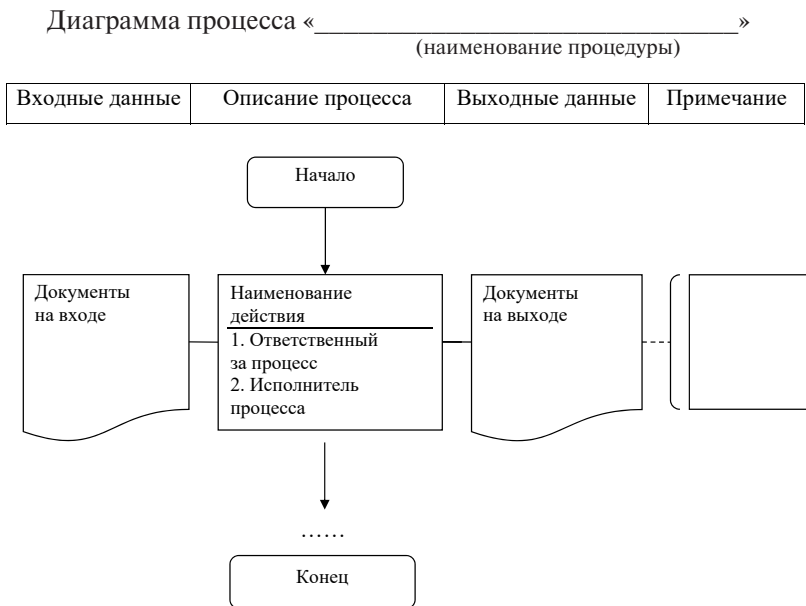 Диаграмма процесса «___________________________________»
(наименование процедуры)
Входные данные Описание процесса Выходные данные Примечание
Начало
Документы
на входе
Наименование
действия
1. Ответственный
за процесс
2. Исполнитель
процесса
Документы
на выходе
……
Конец